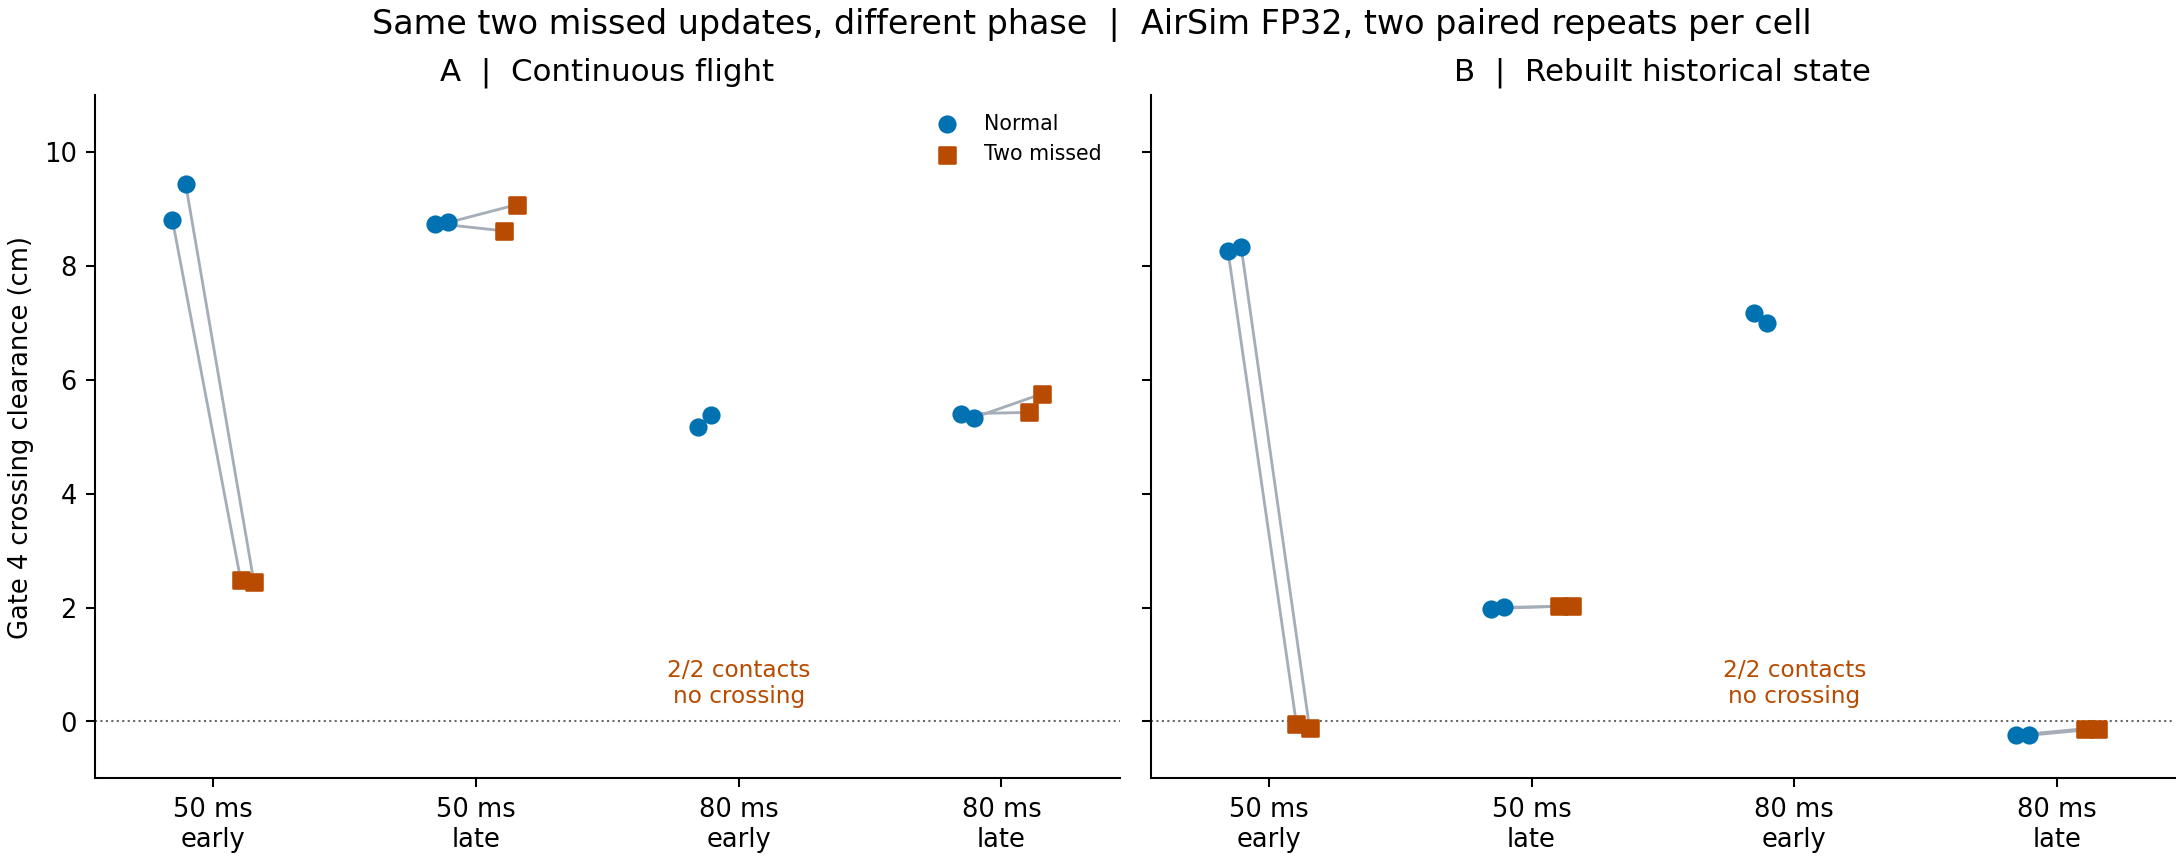 Same two missed updates, different phase | AirSim FP32, two paired repeats per cell
A | Continuous flight
B | Rebuilt historical state
Gate 4 crossing clearance (cm)
10
8
6
4
2
0
Normal
Two missed
2/2 contacts
no crossing
50 ms
early
50 ms
late
80 ms
early
80 ms
late
2/2 contacts
no crossing
50 ms
early
50 ms
late
80 ms
early
80 ms
late